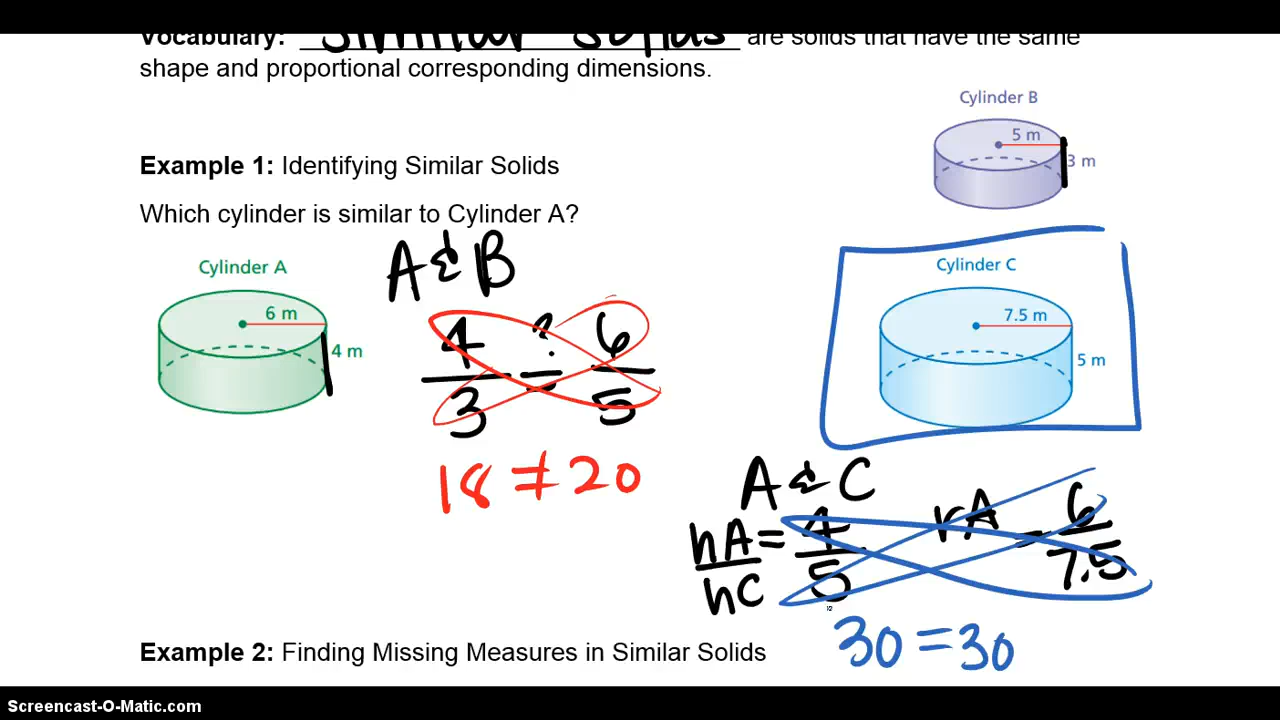 Vocabulary: similar solids are solids that have the same
shape and proportional corresponding dimensions.
Cylinder B
5 m
3 m
Example 1: Identifying Similar Solids
Which cylinder is similar to Cylinder A?
Cylinder A
6 m
4 m
A & B
4 ? 6
— = —
3 5
18 ≠ 20
Cylinder C
7.5 m
5 m
A & C
hA = 4 rA = 6
hC 5 7.5
30 = 30
Example 2: Finding Missing Measures in Similar Solids
Screencast-O-Matic.com